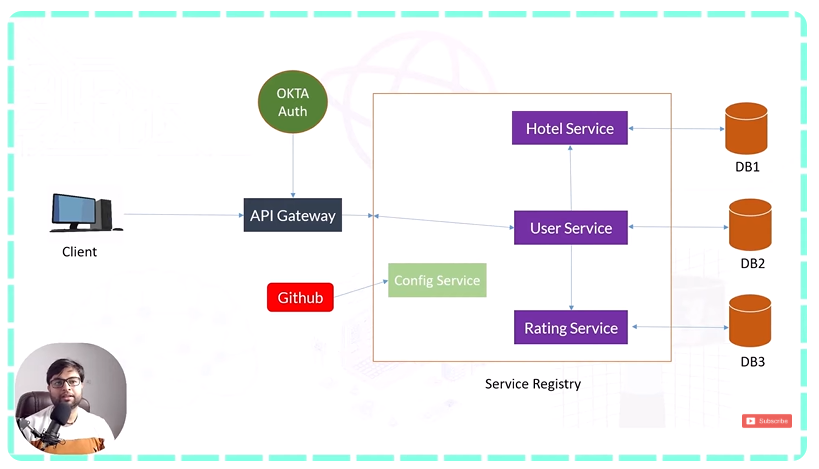 OKTA
Auth
Hotel Service
DB1
API Gateway
User Service
Client
DB2
Config Service
Github
Rating Service
DB3
Service Registry
Subscribe